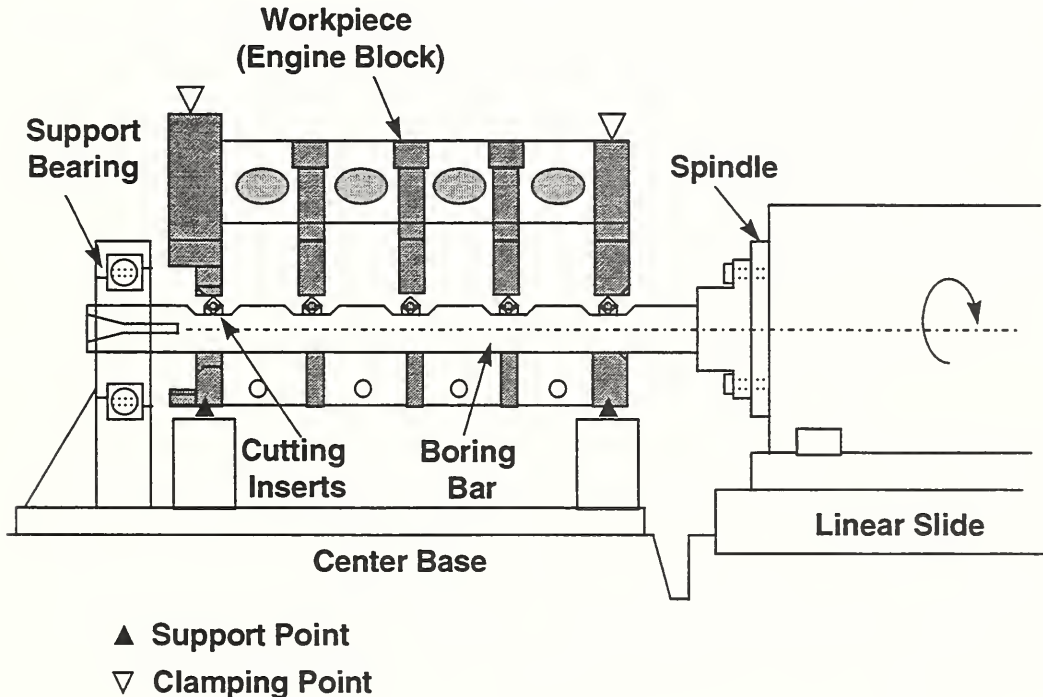 Workpiece
(Engine Block)
Support
Bearing
Spindle
Cutting
Inserts
Boring
Bar
Linear Slide
Center Base
▲ Support Point
▽ Clamping Point